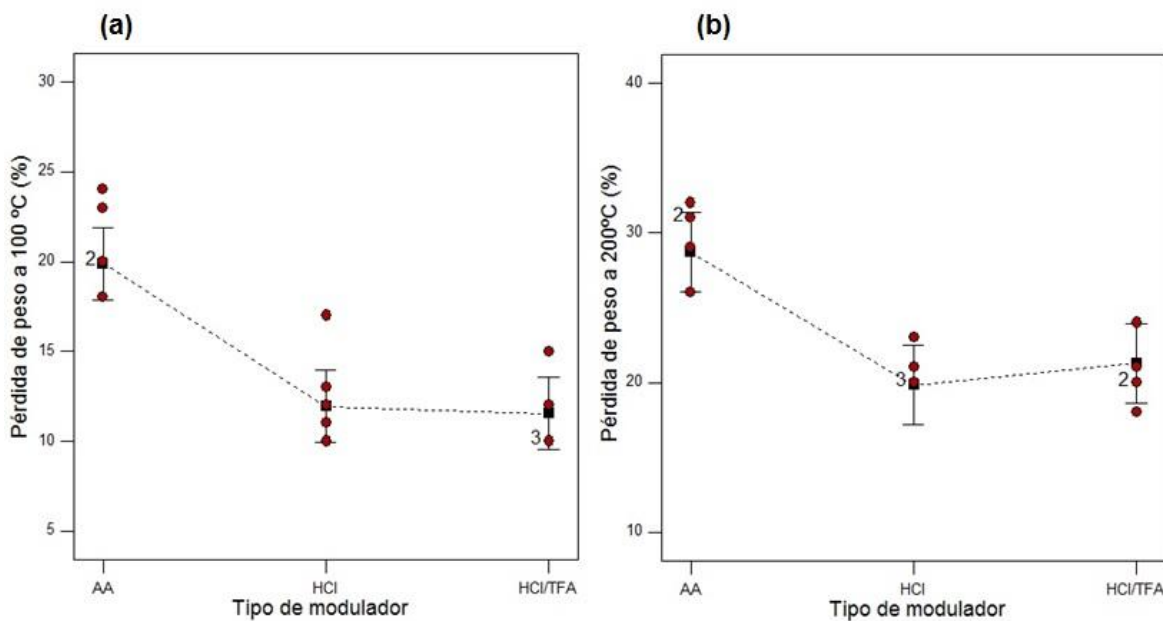 (a)
Pérdida de peso a 100 ºC (%)
30
25
20
15
10
5
2
3
AA
HCl
HCl/TFA
Tipo de modulador
(b)
Pérdida de peso a 200ºC (%)
40
30
20
10
2
3
2
AA
HCl
HCl/TFA
Tipo de modulador